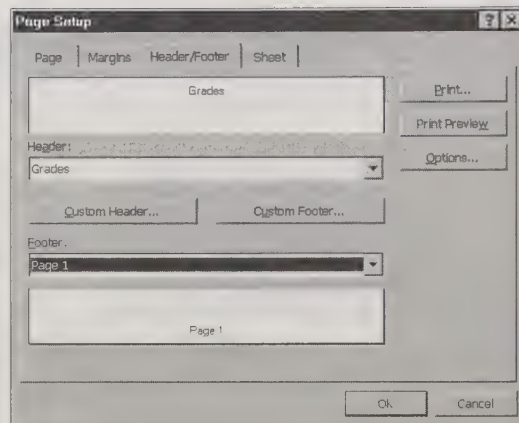 Page Setup
Page Margins Header/Footer Sheet
Grades
Print...
Print Preview
Options...
Header:
Grades
Custom Header... Custom Footer...
Footer:
Page 1
Page 1
Ok Cancel